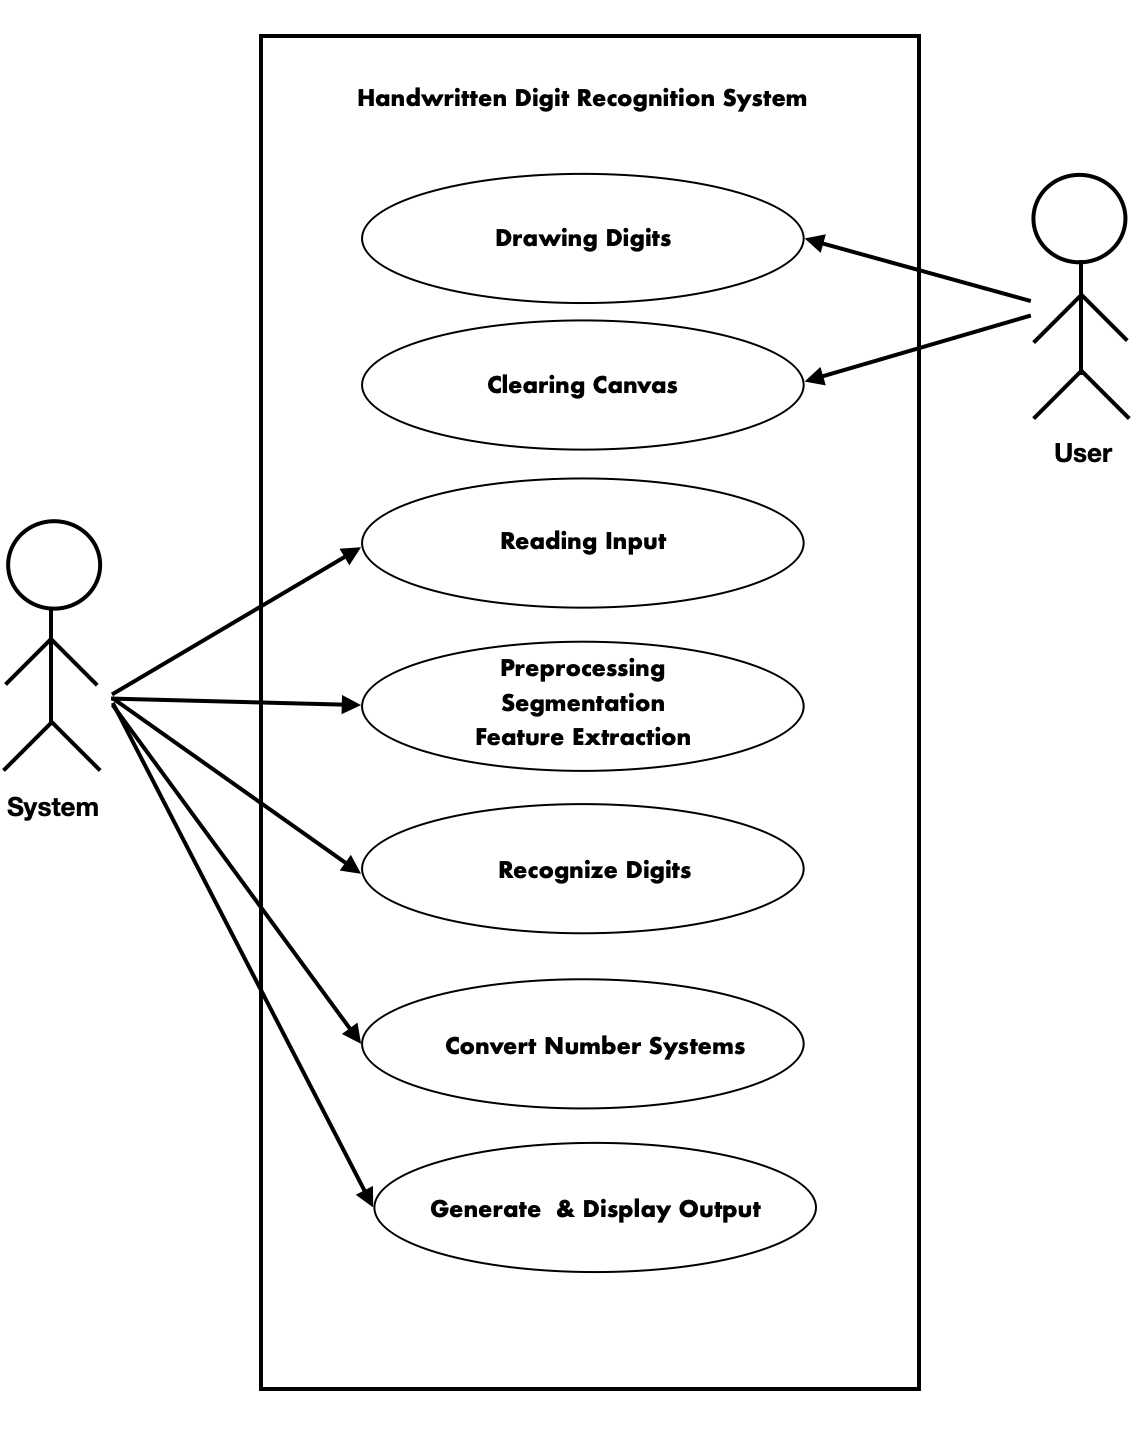 Handwritten Digit Recognition System
Drawing Digits
Clearing Canvas
User
Reading Input
Preprocessing
Segmentation
Feature Extraction
System
Recognize Digits
Convert Number Systems
Generate & Display Output